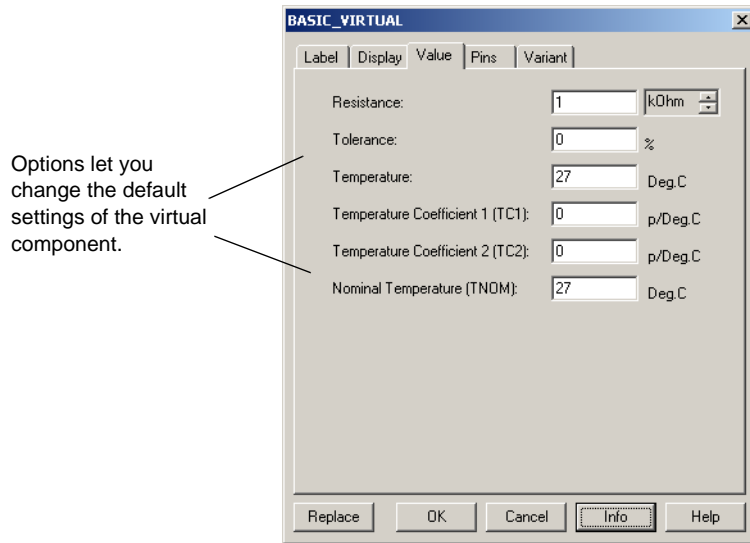 BASIC_VIRTUAL
Label Display Value Pins Variant
Resistance: 1 kOhm
Tolerance: 0 %
Temperature: 27 Deg.C
Temperature Coefficient 1 (TC1): 0 p/Deg.C
Temperature Coefficient 2 (TC2): 0 p/Deg.C
Nominal Temperature (TNOM): 27 Deg.C
Replace OK Cancel Info Help
Options let you
change the default
settings of the virtual
component.